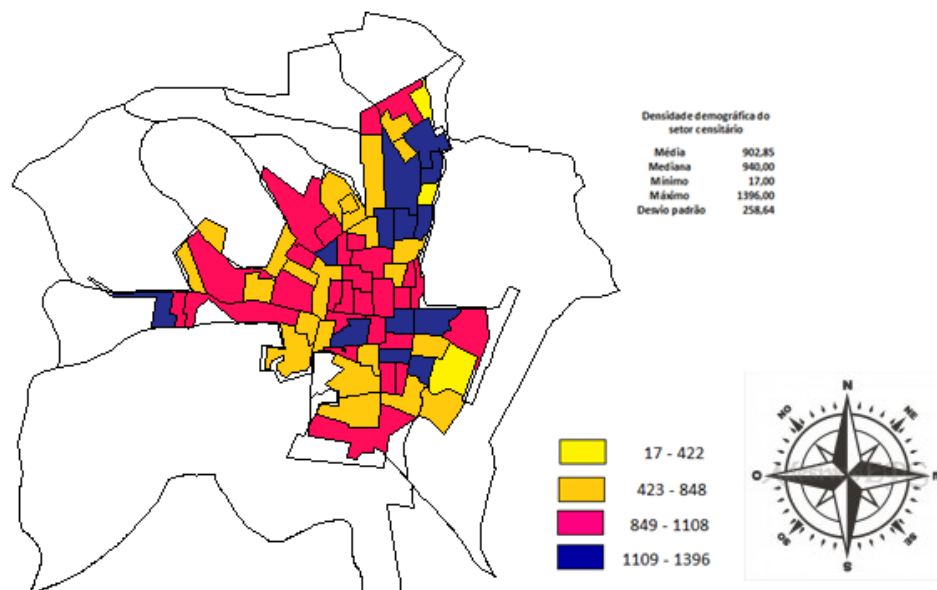 Densidade demográfica do
setor censitário
Média 902,85
Mediana 940,00
Mínimo 17,00
Máximo 1396,00
Desvio padrão 258,64
17 - 422
423 - 848
849 - 1108
1109 - 1396
N
NO NE
O E
SO SE
S